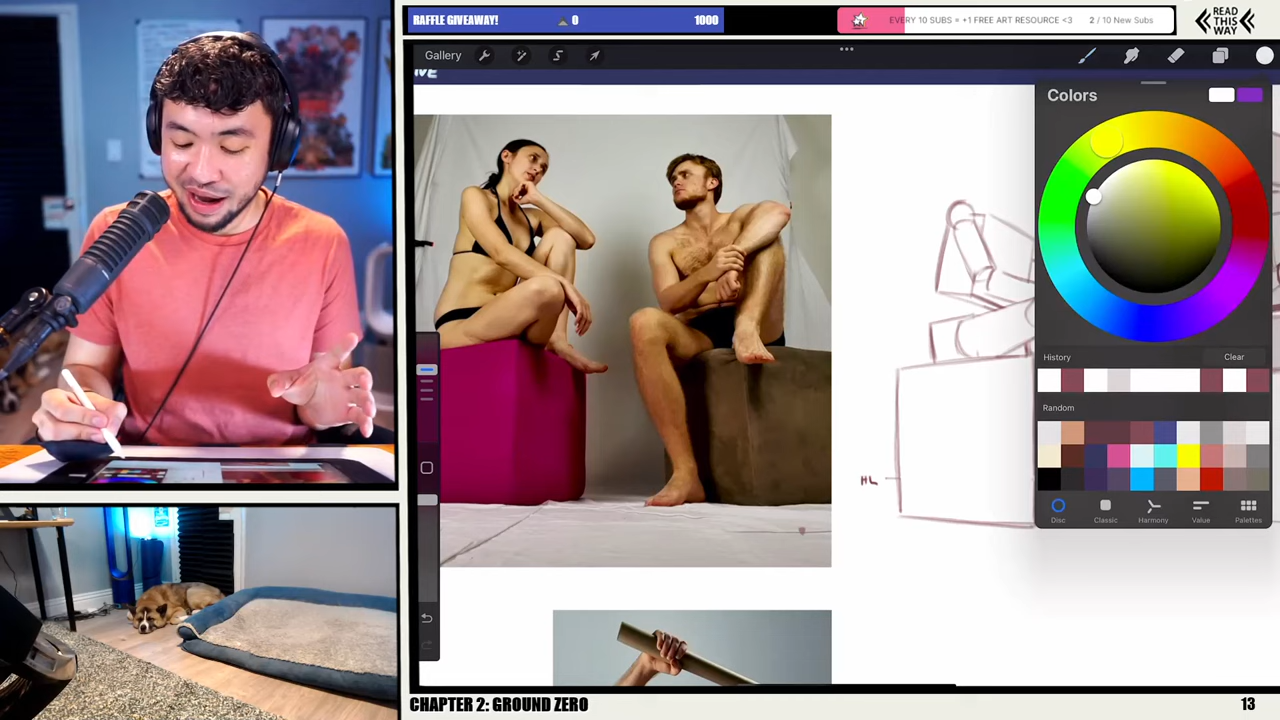 RAFFLE GIVEAWAY! 0 1000
EVERY 10 SUBS = +1 FREE ART RESOURCE <3 2 / 10 New Subs
READ
THIS
WAY
Gallery
Colors
History Clear
Random
HL
Disc Classic Harmony Value Palettes
CHAPTER 2: GROUND ZERO 13